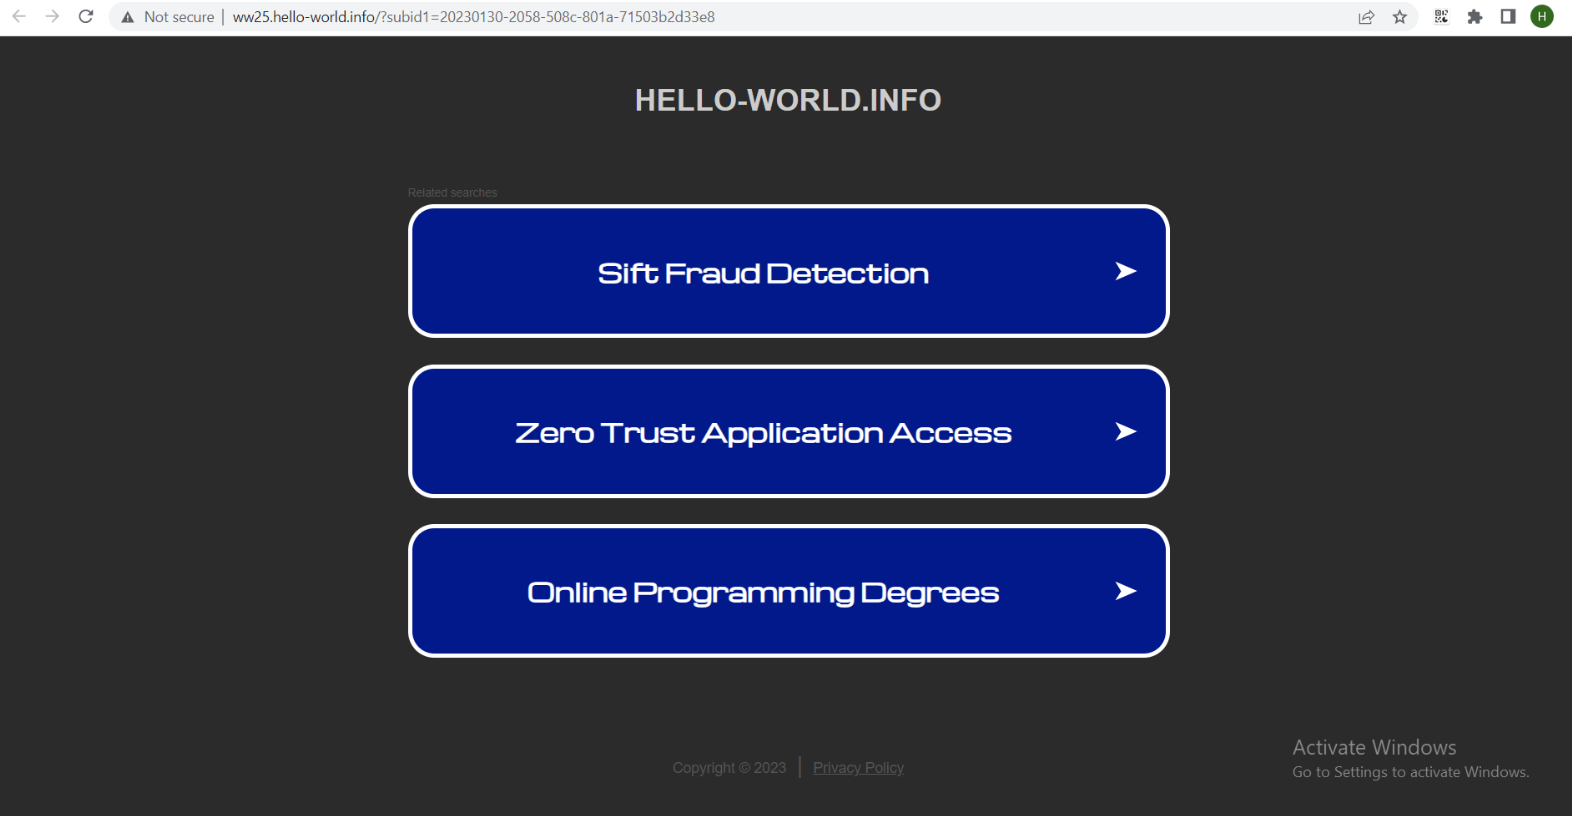 Not secure | ww25.hello-world.info/?subid1=20230130-2058-508c-801a-71503b2d33e8
H
HELLO-WORLD.INFO
Related searches
Sift Fraud Detection
Zero Trust Application Access
Online Programming Degrees
Copyright © 2023 | Privacy Policy
Activate Windows
Go to Settings to activate Windows.